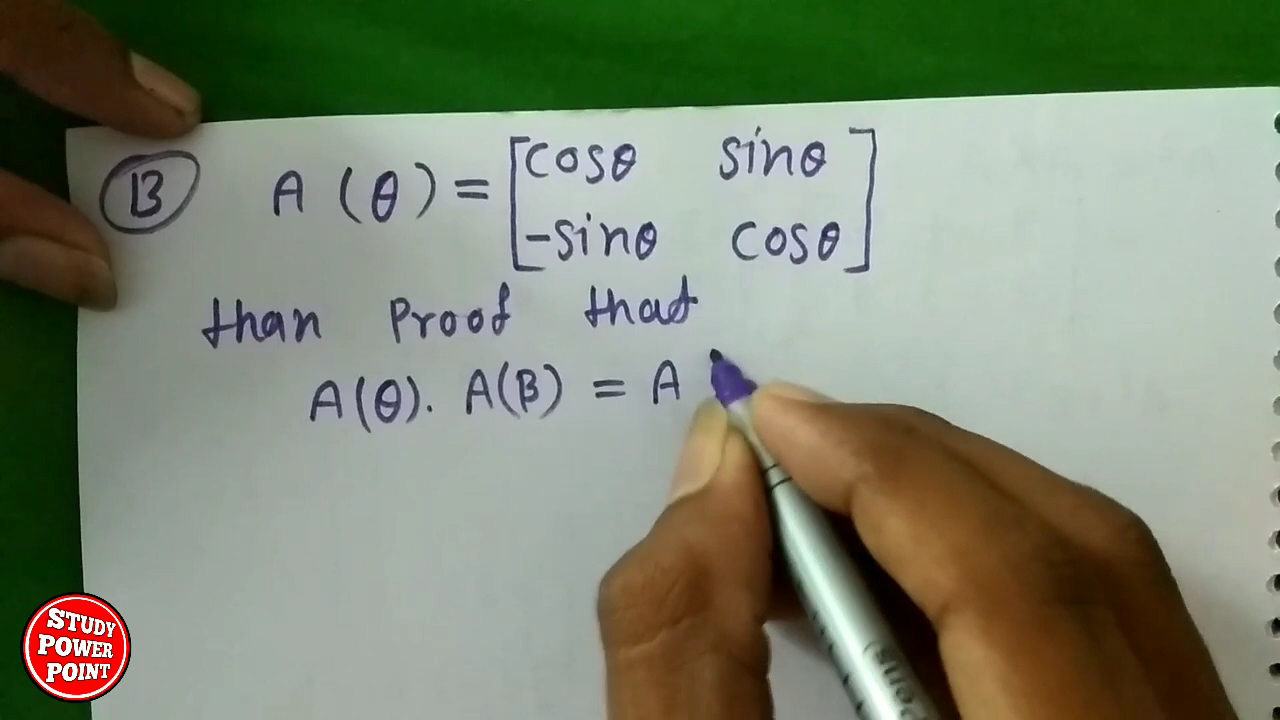 13 A (θ) = [cosθ sinθ
-sinθ cosθ]
than Proof that
A(θ). A(β) = A
STUDY
POWER
POINT